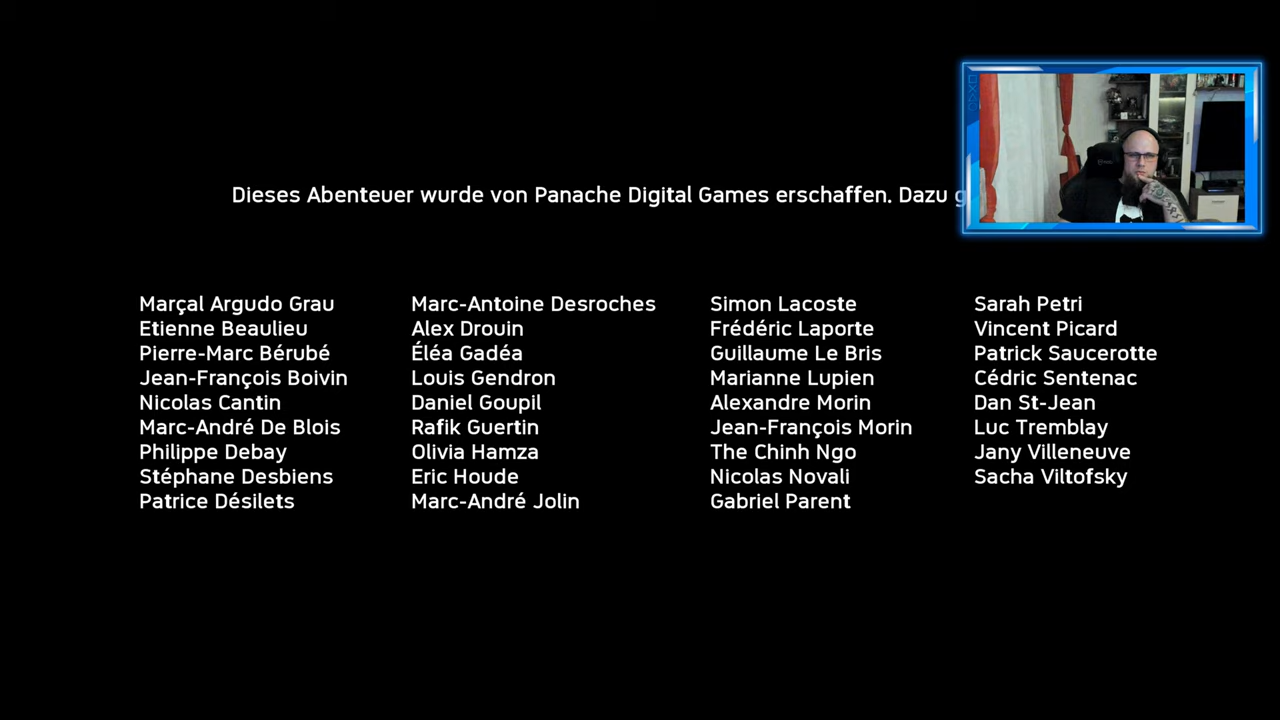 Dieses Abenteuer wurde von Panache Digital Games erschaffen. Dazu
Marçal Argudo Grau
Etienne Beaulieu
Pierre-Marc Bérubé
Jean-François Boivin
Nicolas Cantin
Marc-André De Blois
Philippe Debay
Stéphane Desbiens
Patrice Désilets
Marc-Antoine Desroches
Alex Drouin
Éléa Gadéa
Louis Gendron
Daniel Goupil
Rafik Guertin
Olivia Hamza
Eric Houde
Marc-André Jolin
Simon Lacoste
Frédéric Laporte
Guillaume Le Bris
Marianne Lupien
Alexandre Morin
Jean-François Morin
The Chinh Ngo
Nicolas Novali
Gabriel Parent
Sarah Petri
Vincent Picard
Patrick Saucerotte
Cédric Sentenac
Dan St-Jean
Luc Tremblay
Jany Villeneuve
Sacha Viltofsky